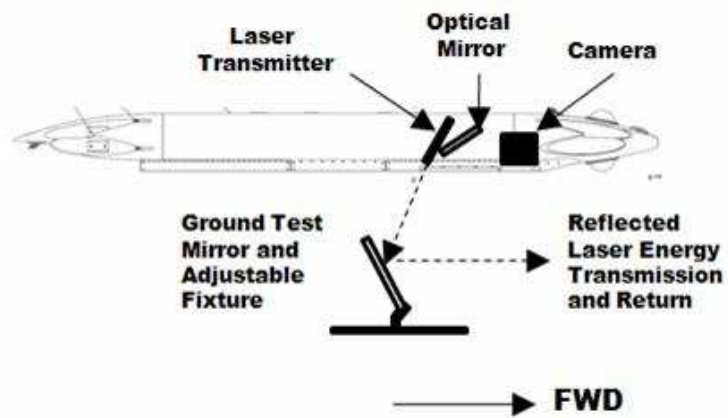 Laser
Transmitter
Optical
Mirror
Camera
Ground Test
Mirror and
Adjustable
Fixture
Reflected
Laser Energy
Transmission
and Return
FWD